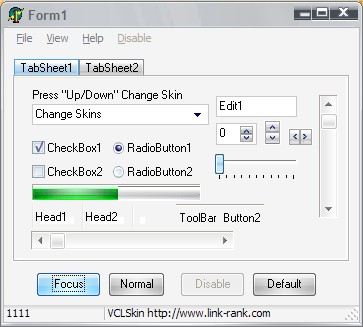 Form1
File View Help Disable
TabSheet1 TabSheet2
Press "Up/Down" Change Skin
Change Skins
Edit1
0
CheckBox1 RadioButton1
CheckBox2 RadioButton2
Head1 Head2 ToolBar Button2
Focus Normal Disable Default
1111 VCLSkin http://www.link-rank.com